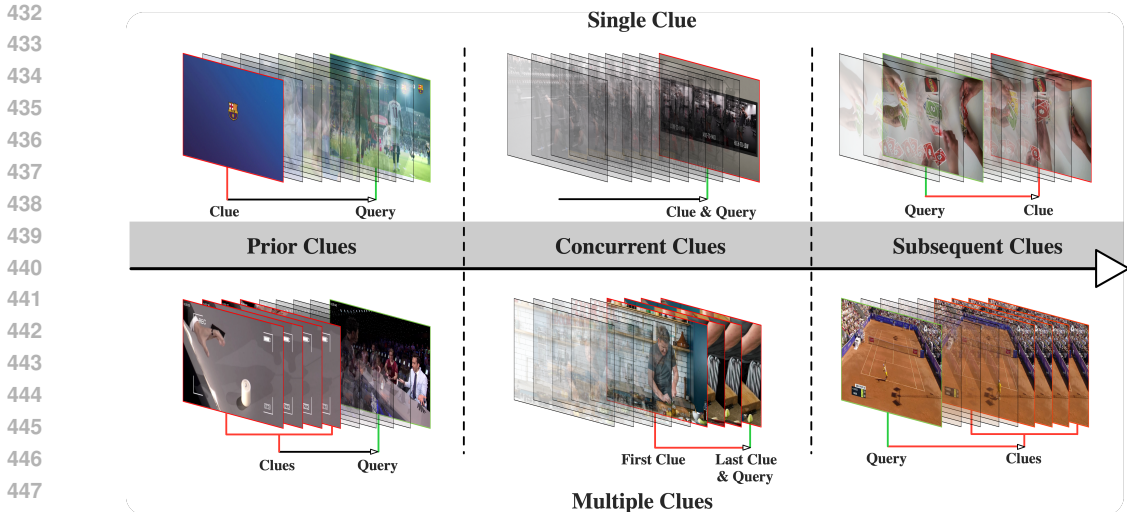 432
Single Clue
433
434
435
436
437
438
Clue
Query
Clue & Query
Query
Clue
439
Prior Clues
Concurrent Clues
Subsequent Clues
440
441
442
443
444
445
446
Clues
Query
First Clue
Last Clue
& Query
Query
Clues
447
Multiple Clues